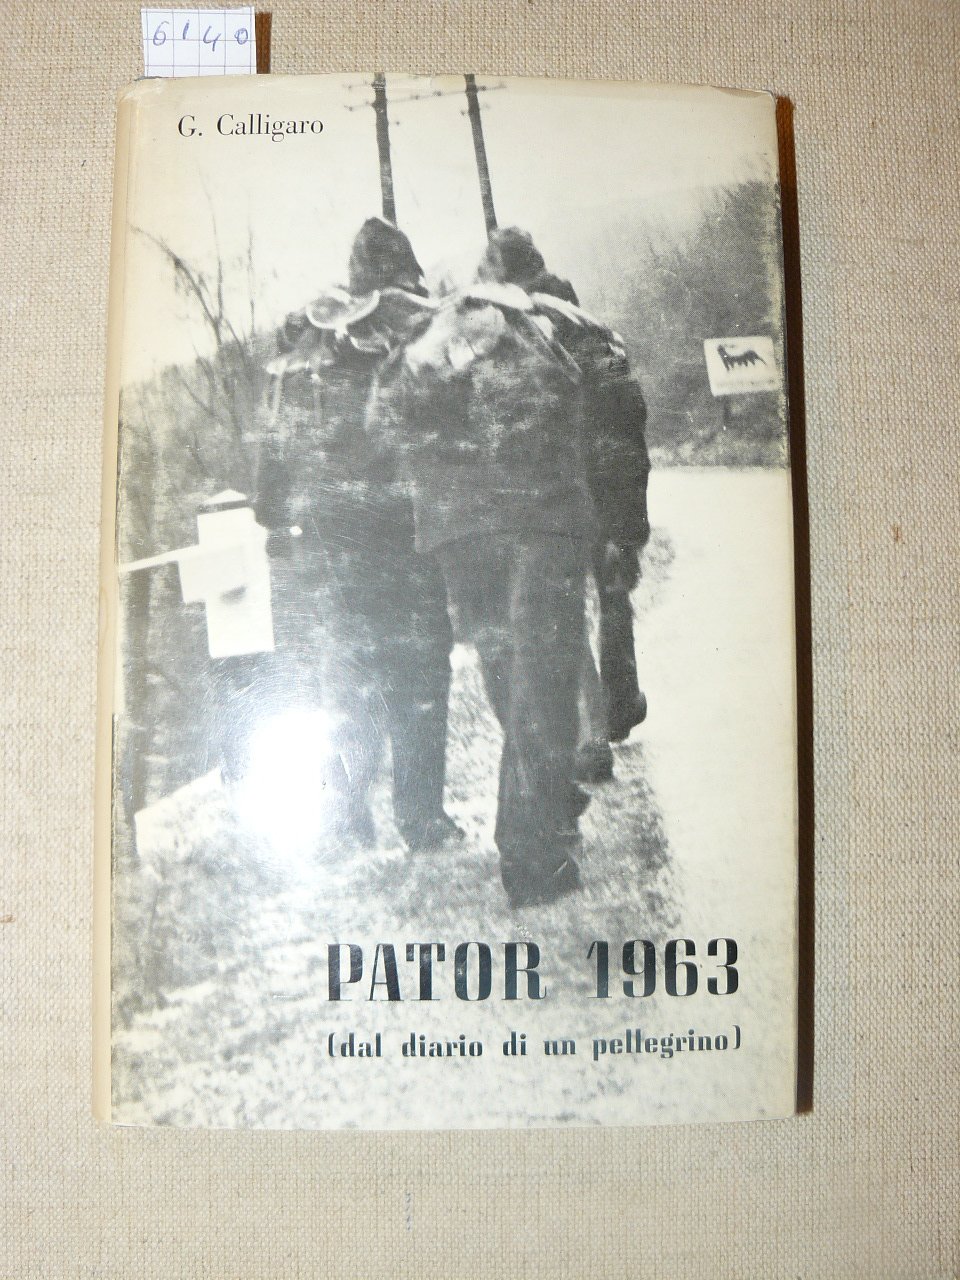 6140
G. Calligaro
PATOR 1963
(dal diario di un pellegrino)